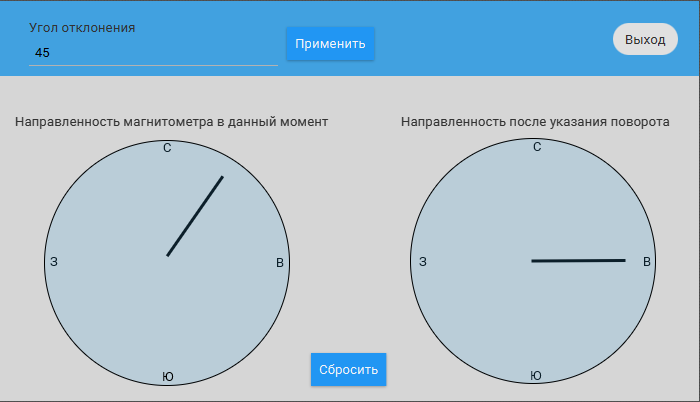 Угол отклонения
45
Применить
Выход
Направленность магнитометра в данный момент
Направленность после указания поворота
С
З
В
Ю
С
З
В
Ю
Сбросить